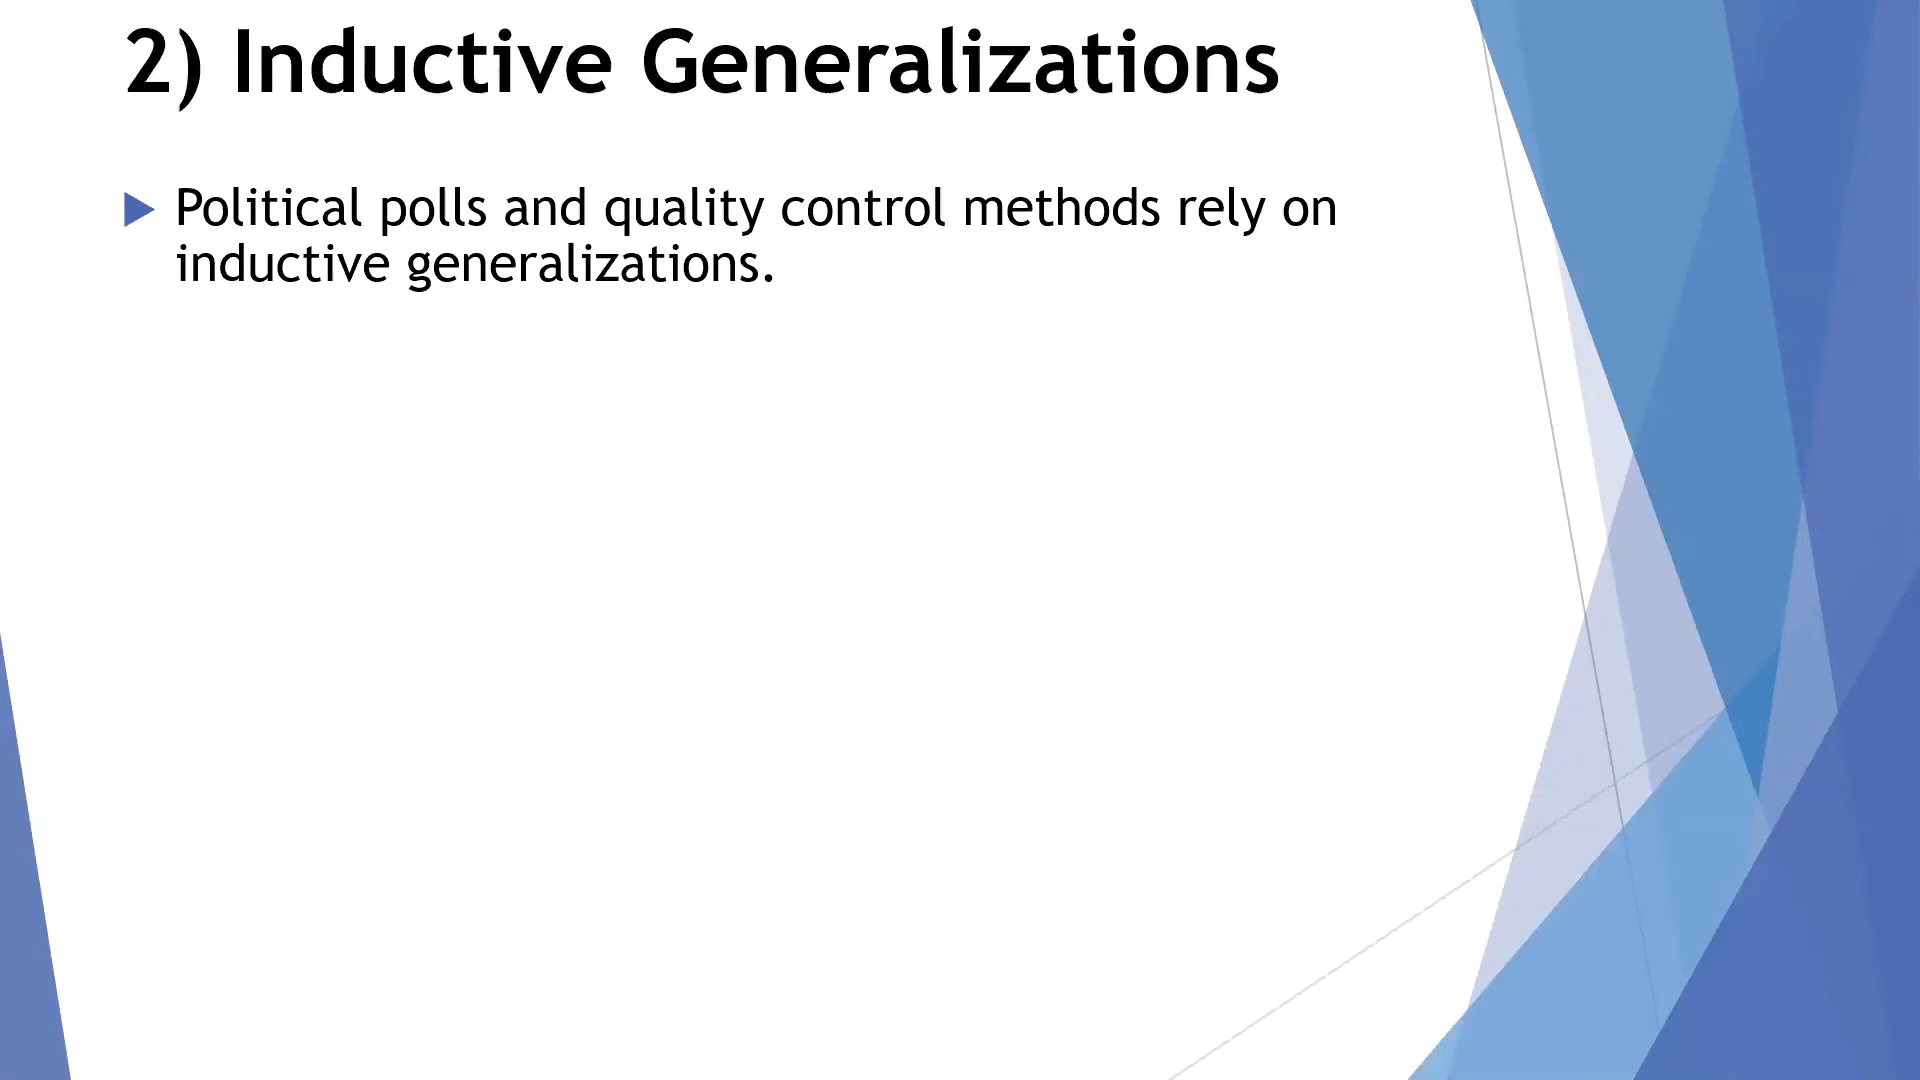 2) Inductive Generalizations
Political polls and quality control methods rely on
inductive generalizations.